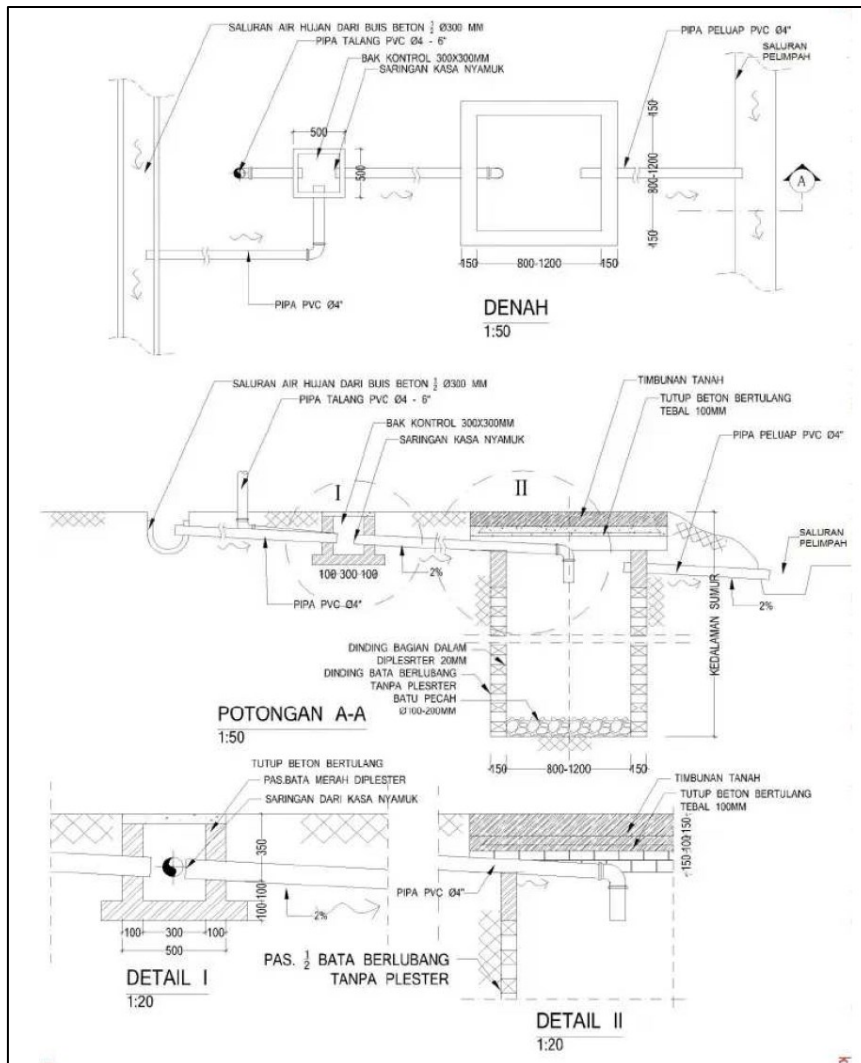 SALURAN AIR HUJAN DARI BUIS BETON ½ Ø300 MM
PIPA TALANG PVC Ø4 - 6"
BAK KONTROL 300X300MM
SARINGAN KASA NYAMUK
PIPA PELUAP PVC Ø4"
SALURAN
PELIMPAH
500
500
150
800-1200
150
A
150
800-1200
150
PIPA PVC Ø4"
DENAH
1:50
SALURAN AIR HUJAN DARI BUIS BETON ½ Ø300 MM
PIPA TALANG PVC Ø4 - 6"
BAK KONTROL 300X300MM
SARINGAN KASA NYAMUK
TIMBUNAN TANAH
TUTUP BETON BERTULANG
TEBAL 100MM
PIPA PELUAP PVC Ø4"
I
II
SALURAN
PELIMPAH
100 300 100
2%
PIPA PVC Ø4"
2%
KEDALAMAN SUMUR
DINDING BAGIAN DALAM
DIPLESRTER 20MM
DINDING BATA BERLUBANG
TANPA PLESRTER
BATU PECAH
Ø100-200MM
POTONGAN A-A
1:50
150
800-1200
150
TUTUP BETON BERTULANG
PAS.BATA MERAH DIPLESTER
SARINGAN DARI KASA NYAMUK
TIMBUNAN TANAH
TUTUP BETON BERTULANG
TEBAL 100MM
350
100
100
150
100
150
PIPA PVC Ø4"
2%
100
300
100
500
PAS. ½ BATA BERLUBANG
TANPA PLESTER
DETAIL I
1:20
DETAIL II
1:20